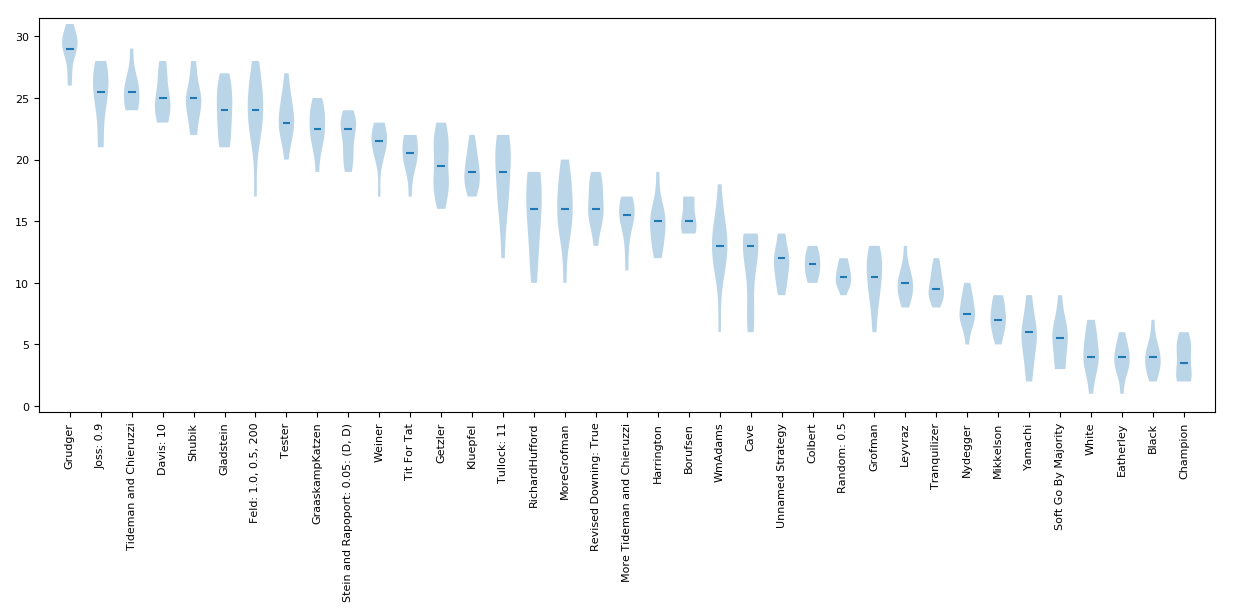 30
25
20
15
10
5
0
Grudger
Joss: 0.9
Tideman and Chieruzzi
Davis: 10
Shubik
Gladstein
Feld: 1.0, 0.5, 200
Tester
GraaskampKatzen
Stein and Rapoport: 0.05: (D, D)
Weiner
Tit For Tat
Getzler
Kluepfel
Tullock: 11
RichardHufford
MoreGrofman
Revised Downing: True
More Tideman and Chieruzzi
Harrington
Borufsen
WmAdams
Cave
Unnamed Strategy
Colbert
Random: 0.5
Grofman
Leyvraz
Tranquilizer
Nydegger
Mikkelson
Yamachi
Soft Go By Majority
White
Eatherley
Black
Champion